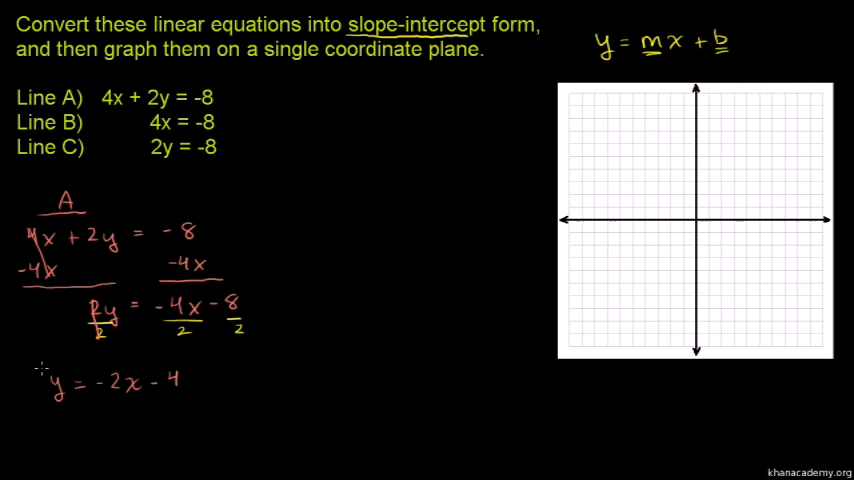 Convert these linear equations into slope-intercept form,
and then graph them on a single coordinate plane.
y = mx + b
Line A) 4x + 2y = -8
Line B) 4x = -8
Line C) 2y = -8
A
4x + 2y = -8
-4x -4x
2y = -4x - 8
2 2 2
y = -2x - 4
khanacademy.org